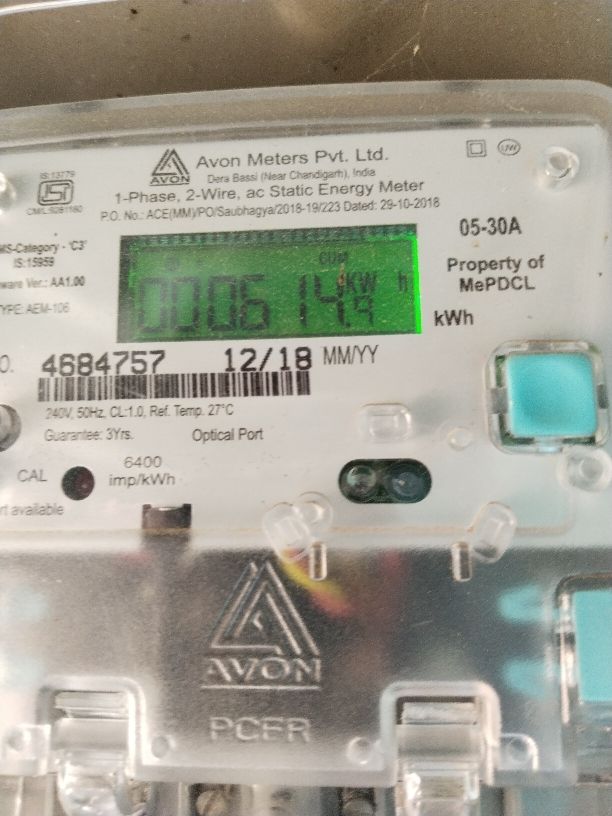 AVON
Avon Meters Pvt. Ltd.
Dera Bassi (Near Chandigarh), India
1-Phase, 2-Wire, ac Static Energy Meter
P.O. No.: ACE(MM)/PO/Saubhagya/2018-19/223 Dated: 29-10-2018
IS:13779
ISI
UW
MS-Category - 'C3'
IS:15959
ware Ver.: AA1.00
TYPE: AEM-106
CUM
000614.9 kW h
kWh
05-30A
Property of
MePDCL
O. 4684757 12/18 MM/YY
240V, 50Hz, CL:1.0, Ref. Temp. 27°C
Guarantee: 3Yrs. Optical Port
CAL
6400
imp/kWh
rt available
AVON